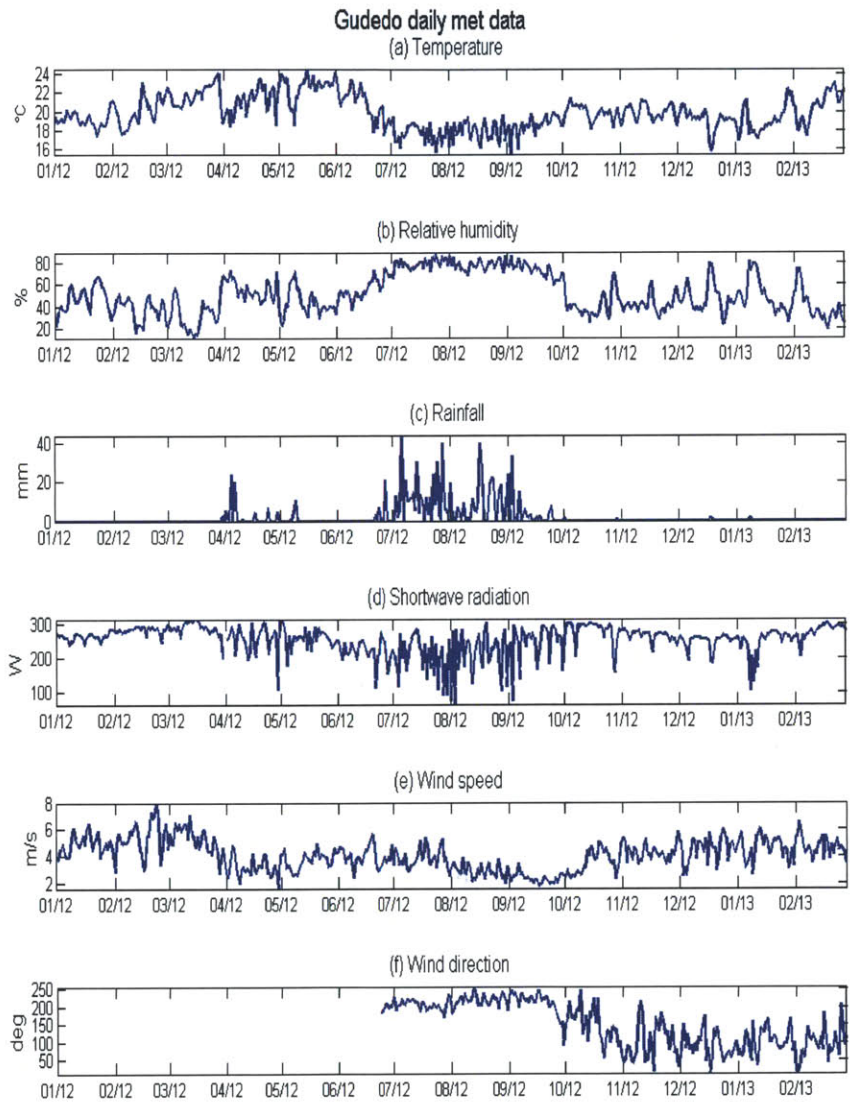 Gudedo daily met data
(a) Temperature
24
22
20
18
16
°C
01/12 02/12 03/12 04/12 05/12 06/12 07/12 08/12 09/12 10/12 11/12 12/12 01/13 02/13
(b) Relative humidity
80
60
40
20
%
01/12 02/12 03/12 04/12 05/12 06/12 07/12 08/12 09/12 10/12 11/12 12/12 01/13 02/13
(c) Rainfall
40
20
0
mm
01/12 02/12 03/12 04/12 05/12 06/12 07/12 08/12 09/12 10/12 11/12 12/12 01/13 02/13
(d) Shortwave radiation
300
200
100
W
01/12 02/12 03/12 04/12 05/12 06/12 07/12 08/12 09/12 10/12 11/12 12/12 01/13 02/13
(e) Wind speed
8
6
4
2
m/s
01/12 02/12 03/12 04/12 05/12 06/12 07/12 08/12 09/12 10/12 11/12 12/12 01/13 02/13
(f) Wind direction
250
200
150
100
50
deg
01/12 02/12 03/12 04/12 05/12 06/12 07/12 08/12 09/12 10/12 11/12 12/12 01/13 02/13